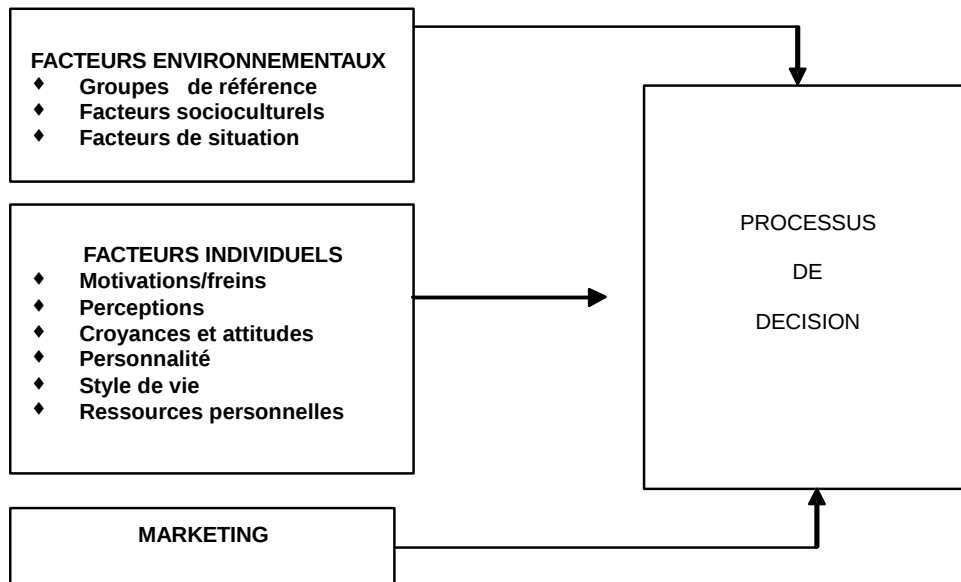 FACTEURS ENVIRONNEMENTAUX
♦ Groupes de référence
♦ Facteurs socioculturels
♦ Facteurs de situation
FACTEURS INDIVIDUELS
♦ Motivations/freins
♦ Perceptions
♦ Croyances et attitudes
♦ Personnalité
♦ Style de vie
♦ Ressources personnelles
MARKETING
PROCESSUS
DE
DECISION